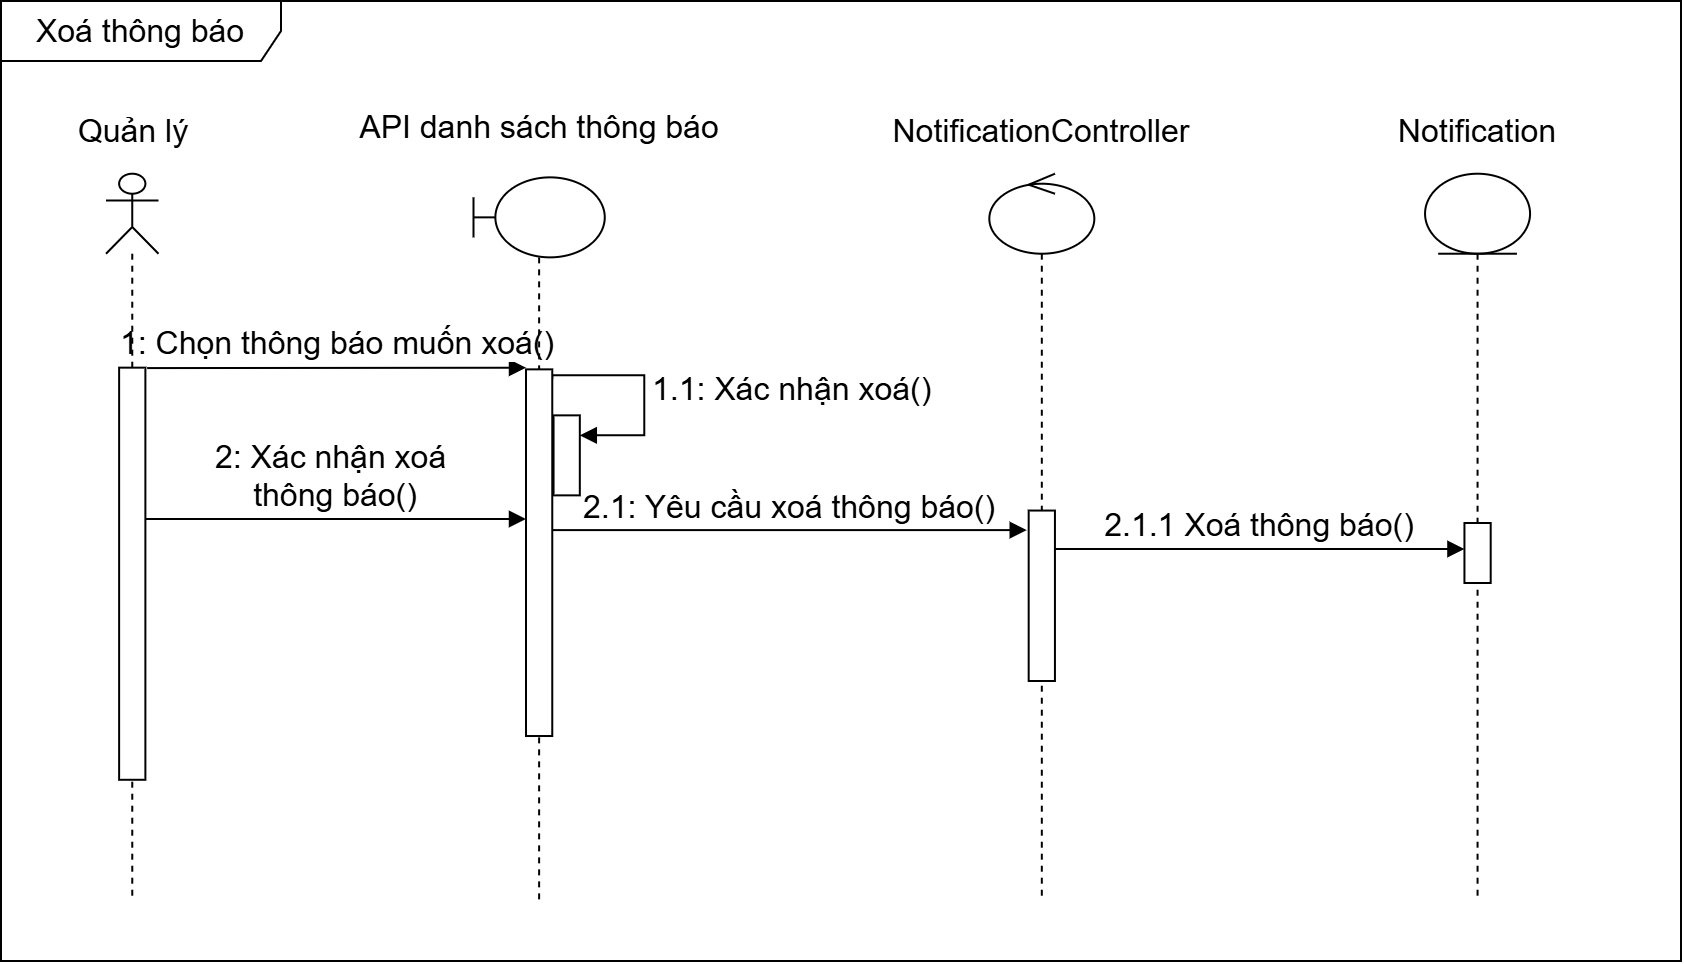 Xoá thông báo
Quản lý
API danh sách thông báo
NotificationController
Notification
1: Chọn thông báo muốn xoá()
1.1: Xác nhận xoá()
2: Xác nhận xoá
thông báo()
2.1: Yêu cầu xoá thông báo()
2.1.1 Xoá thông báo()